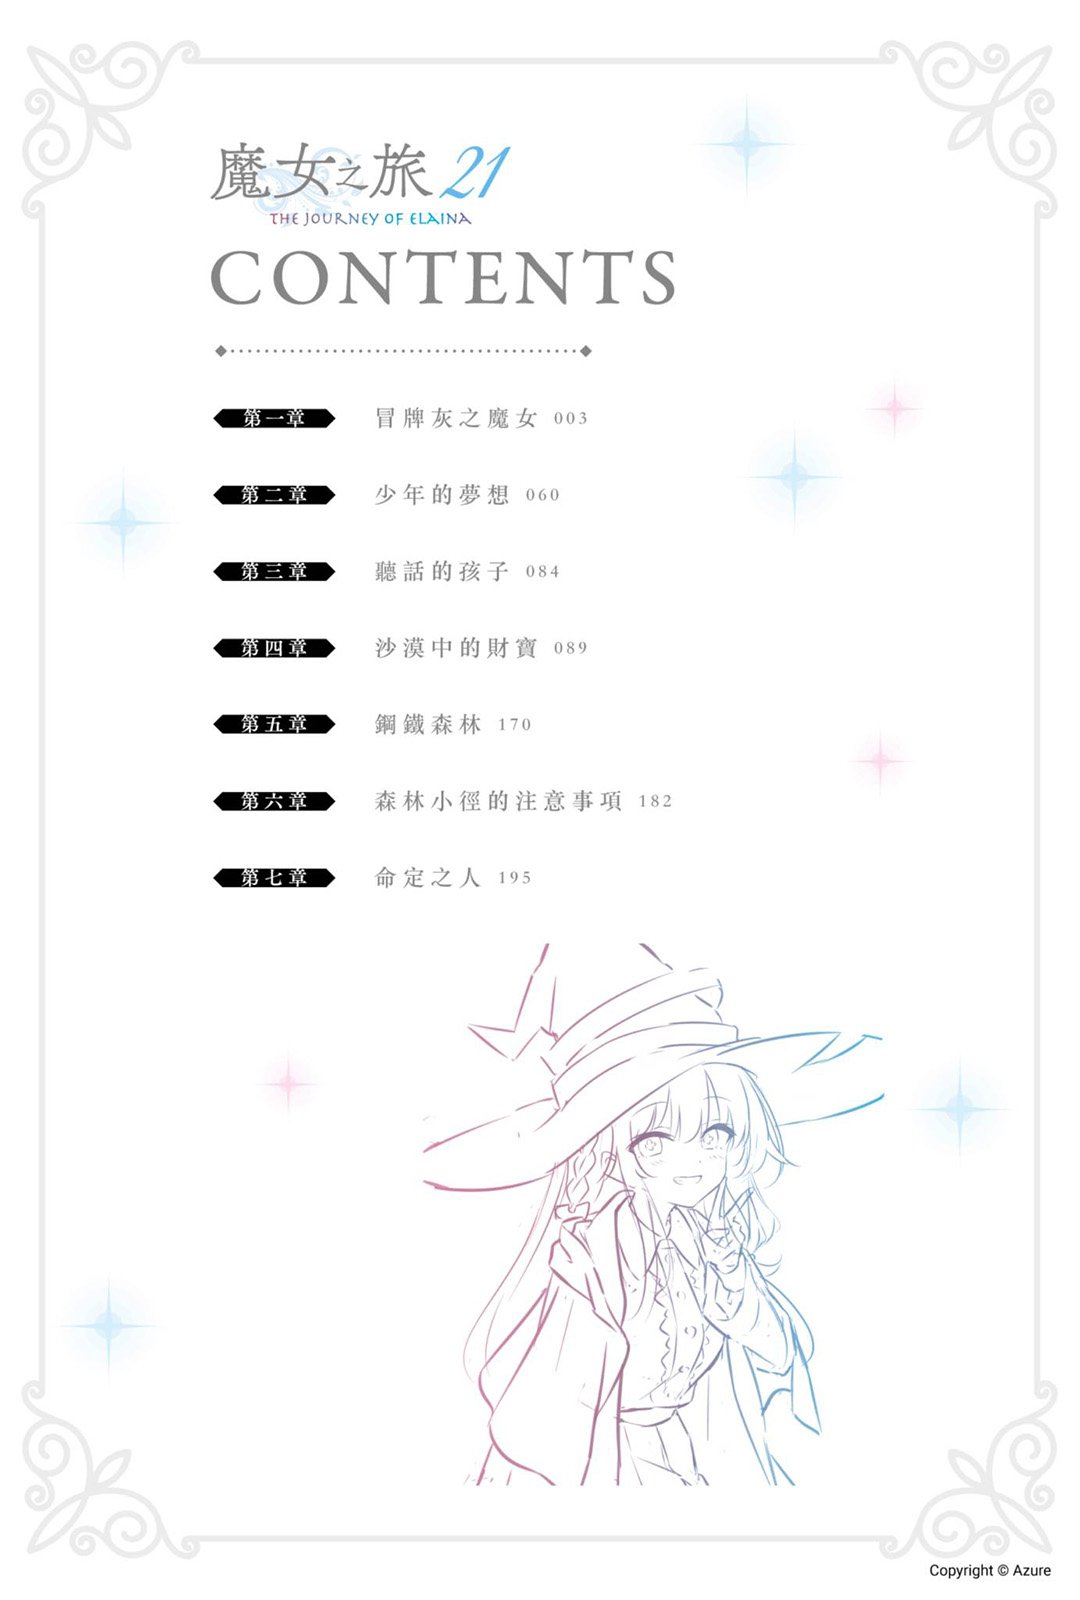 魔女之旅 21
THE JOURNEY OF ELAINA
CONTENTS
第一章 冒牌灰之魔女 003
第二章 少年的夢想 060
第三章 聽話的孩子 084
第四章 沙漠中的財寶 089
第五章 鋼鐵森林 170
第六章 森林小徑的注意事項 182
第七章 命定之人 195
Copyright © Azure